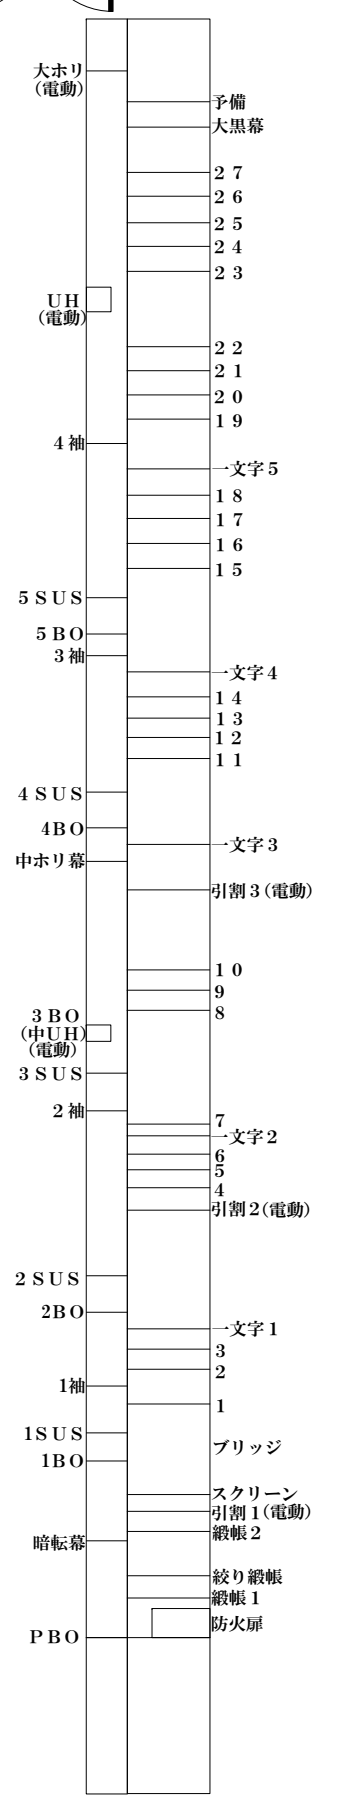 大ホリ
(電動)
予備
大黒幕
２７
２６
２５
２４
２３
ＵＨ
(電動)
２２
２１
２０
１９
４袖
一文字５
１８
１７
１６
１５
５ＳＵＳ
５ＢＯ
３袖
一文字４
１４
１３
１２
１１
４ＳＵＳ
４ＢＯ
一文字３
中ホリ幕
引割３(電動)
１０
９
８
３ＢＯ
(中ＵＨ)
(電動)
３ＳＵＳ
２袖
７
一文字２
６
５
４
引割２(電動)
２ＳＵＳ
２ＢＯ
一文字１
３
２
１袖
１
１ＳＵＳ
ブリッジ
１ＢＯ
スクリーン
引割１(電動)
緞帳２
暗転幕
絞り緞帳
緞帳１
防火扉
ＰＢＯ